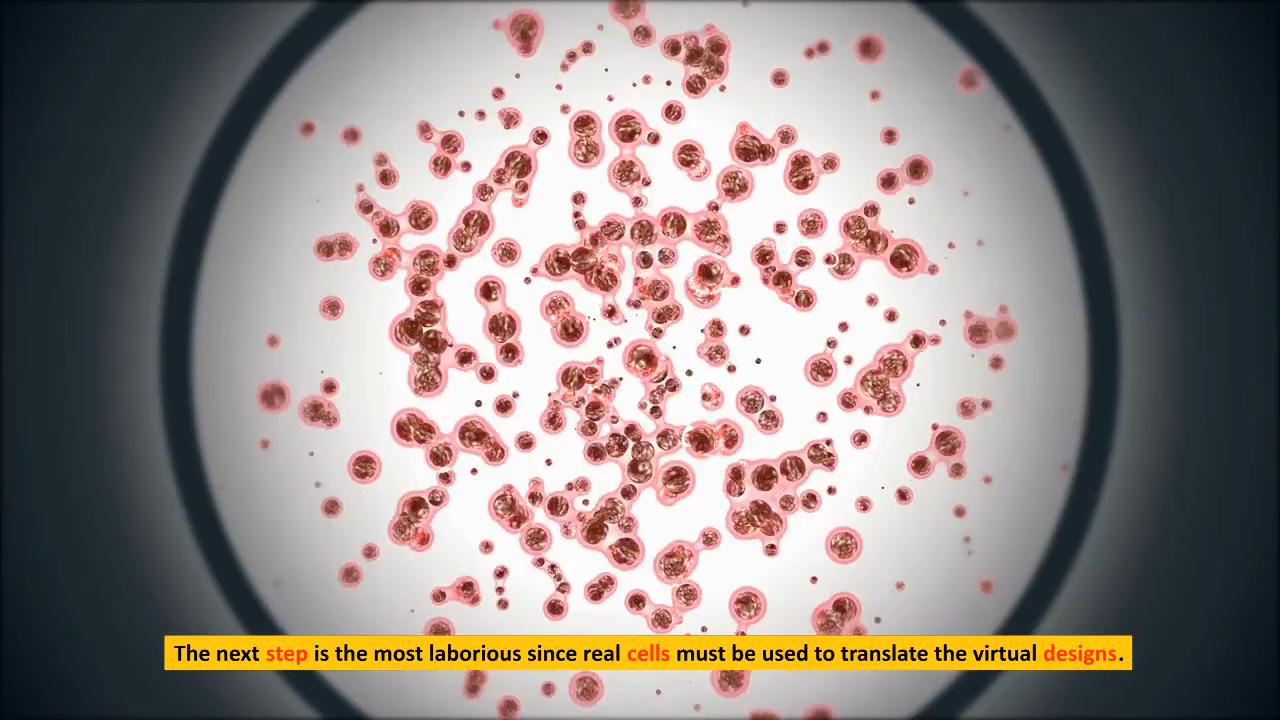 The next step is the most laborious since real cells must be used to translate the virtual designs.